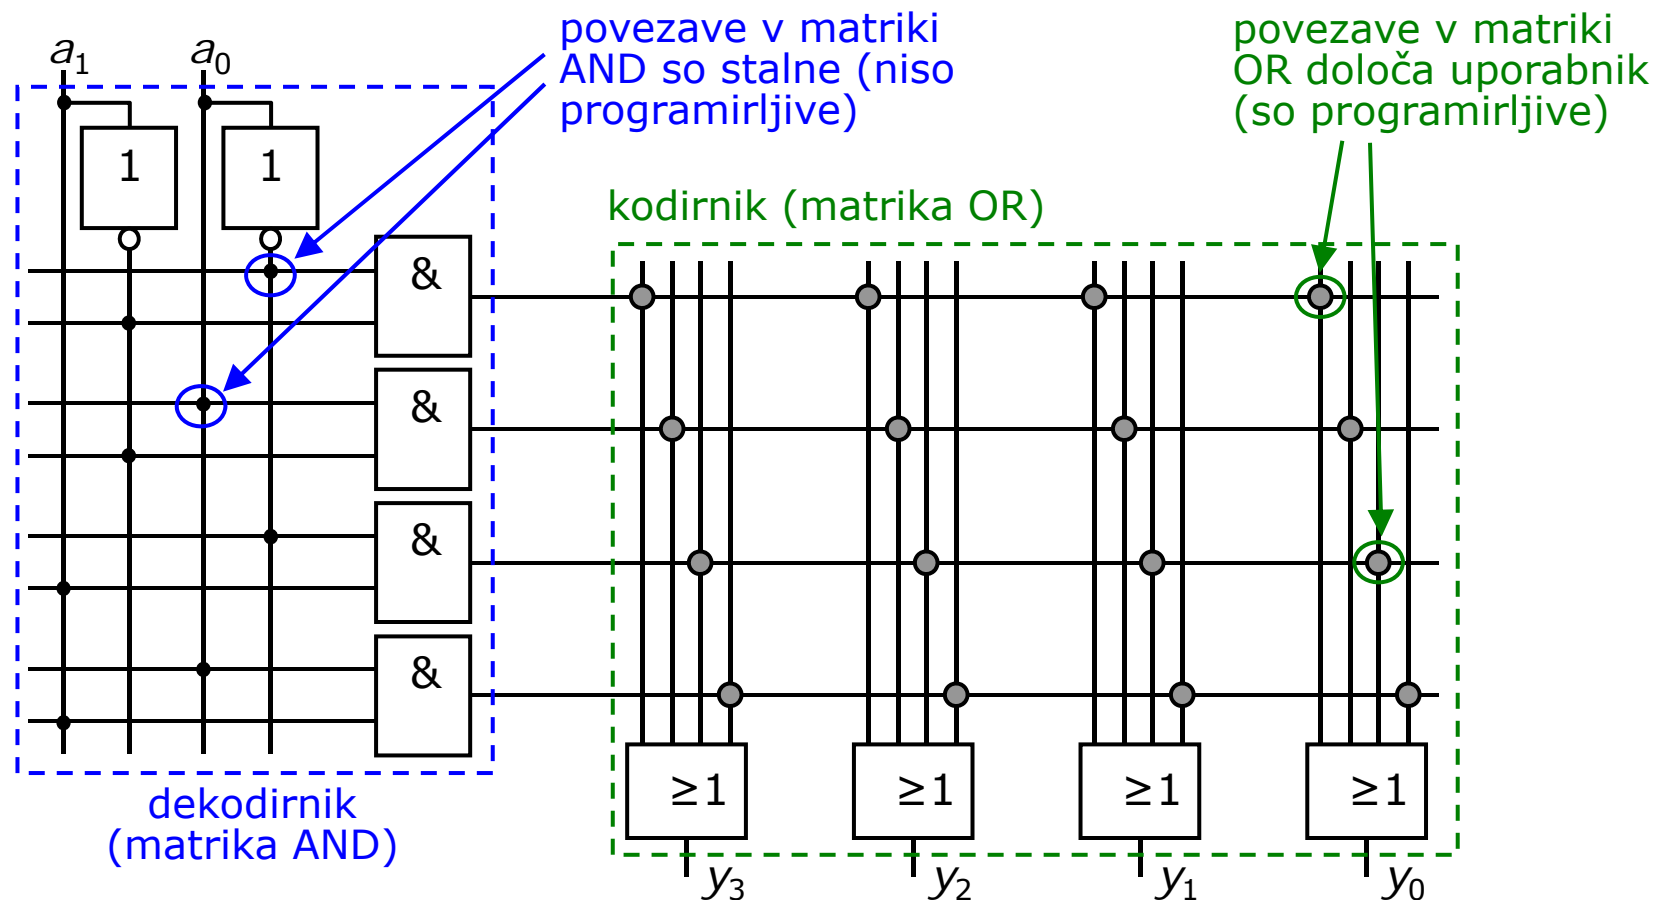 povezave v matriki
AND so stalne (niso
programirljive)
povezave v matriki
OR določa uporabnik
(so programirljive)
a1
a0
1
1
kodirnik (matrika OR)
&
&
&
&
≥1
≥1
≥1
≥1
dekodirnik
(matrika AND)
y3
y2
y1
y0